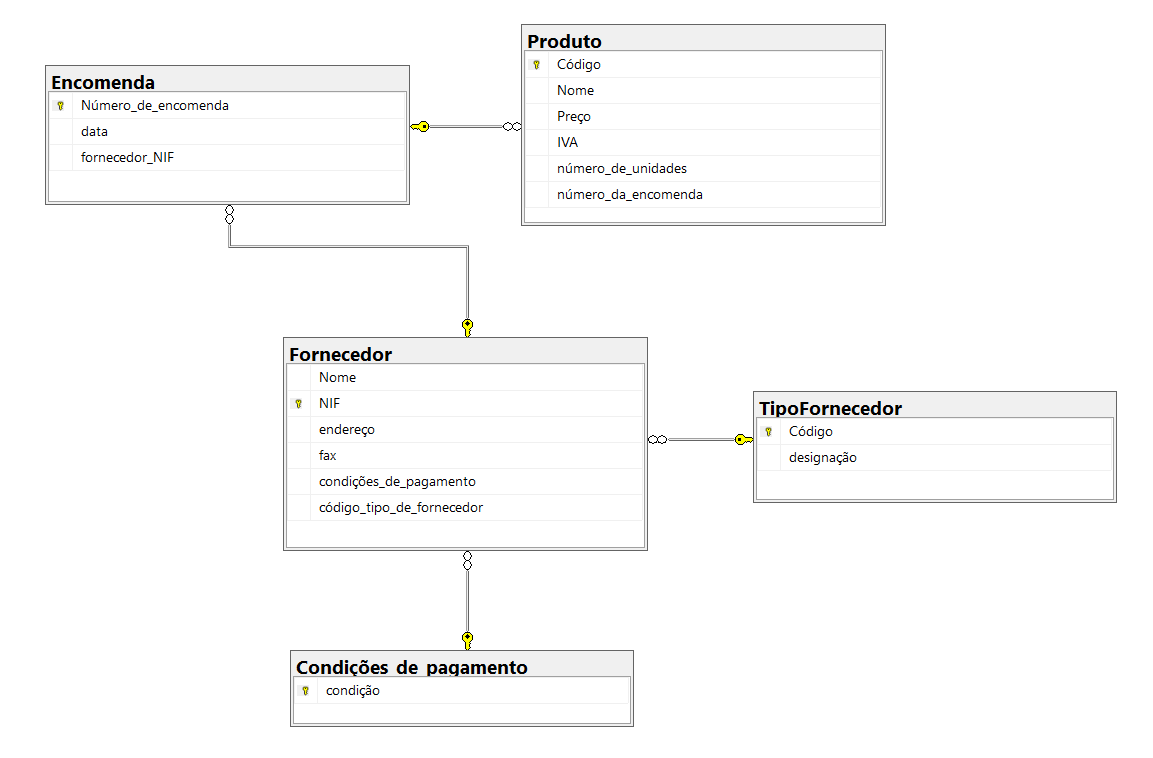 Encomenda
Número_de_encomenda
data
fornecedor_NIF
Produto
Código
Nome
Preço
IVA
número_de_unidades
número_da_encomenda
Fornecedor
Nome
NIF
endereço
fax
condições_de_pagamento
código_tipo_de_fornecedor
TipoFornecedor
Código
designação
Condições_de_pagamento
condição